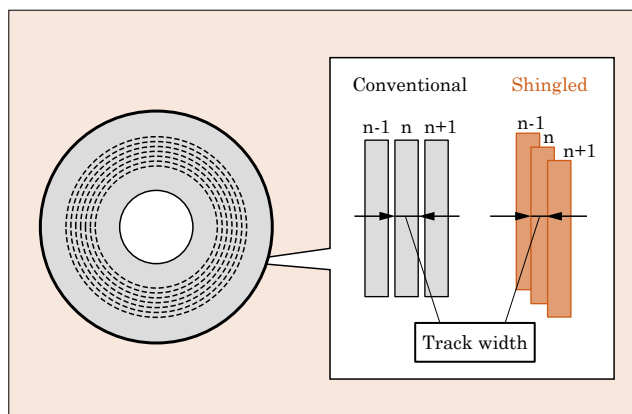 Conventional
Shingled
n-1 n n+1
n-1
n
n+1
Track width